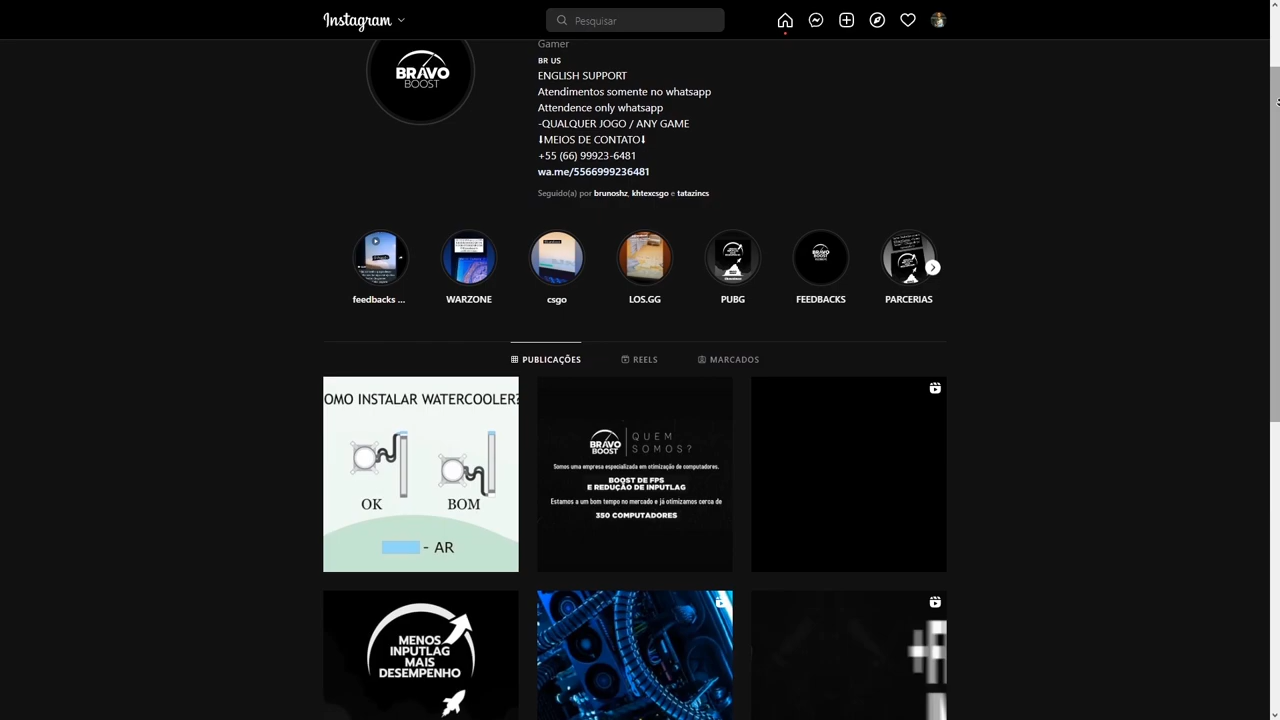 Instagram
Pesquisar
BRAVO
BOOST
Gamer
BR US
ENGLISH SUPPORT
Atendimentos somente no whatsapp
Attendence only whatsapp
-QUALQUER JOGO / ANY GAME
⬇MEIOS DE CONTATO⬇
+55 (66) 99923-6481
wa.me/5566999236481
Seguido(a) por brunoshz, khtexcsgo e tatazincs
feedbacks ...
WARZONE
csgo
LOS.GG
PUBG
FEEDBACKS
PARCERIAS
PUBLICAÇÕES
REELS
MARCADOS
OMO INSTALAR WATERCOOLER?
OK
BOM
- AR
BRAVO
BOOST
QUEM
SOMOS?
Somos uma empresa especializada em otimização de computadores.
BOOST DE FPS
E REDUÇÃO DE INPUTLAG
Estamos a um bom tempo no mercado e já otimizamos cerca de
350 COMPUTADORES
MENOS
INPUTLAG
MAIS
DESEMPENHO